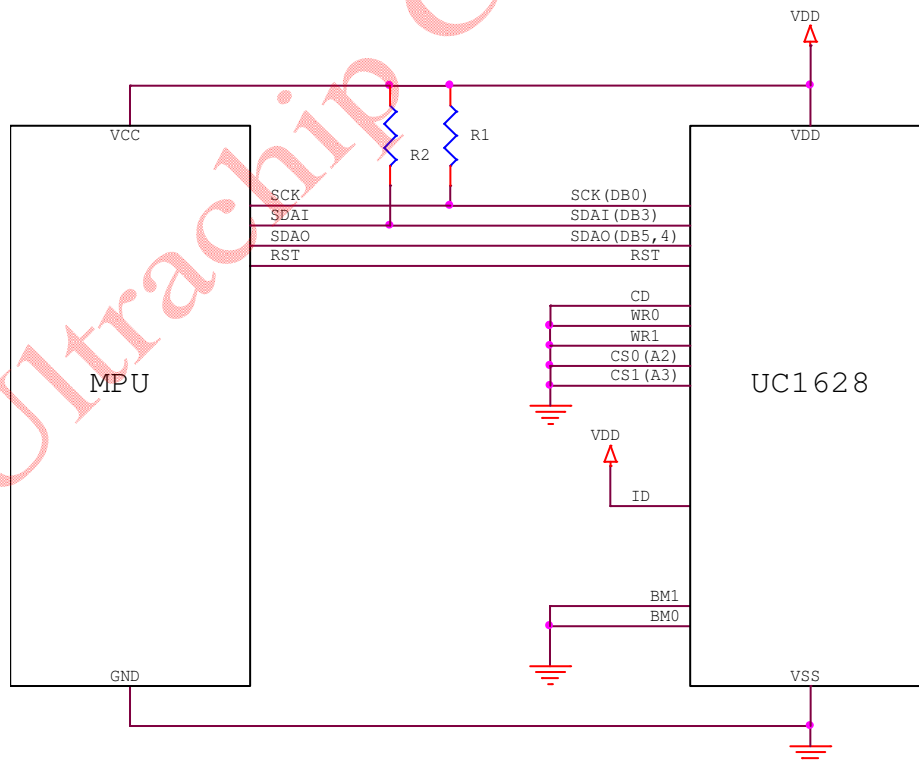 VDD
VCC
VDD
R2
R1
SCK
SCK(DB0)
SDAI
SDAI(DB3)
SDAO
SDAO(DB5,4)
RST
RST
CD
WR0
WR1
CS0(A2)
CS1(A3)
MPU
UC1628
VDD
ID
BM1
BM0
GND
VSS
Ultrachip C